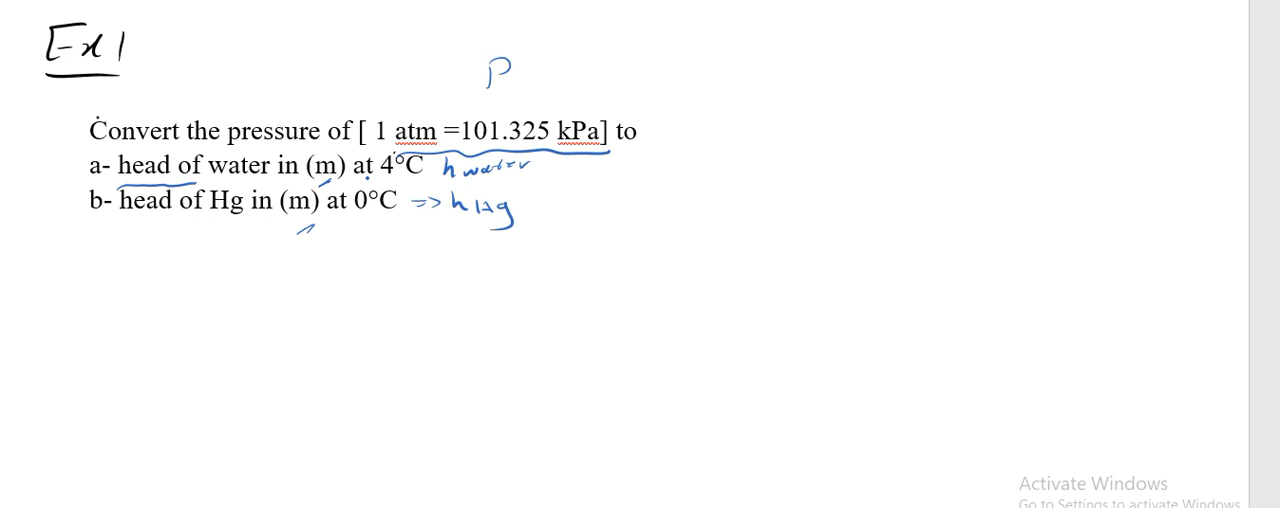 Ex 1
P
Convert the pressure of [ 1 atm =101.325 kPa] to
a- head of water in (m) at 4°C h water
b- head of Hg in (m) at 0°C => h Hg
Activate Windows
Go to Settings to activate Windows.